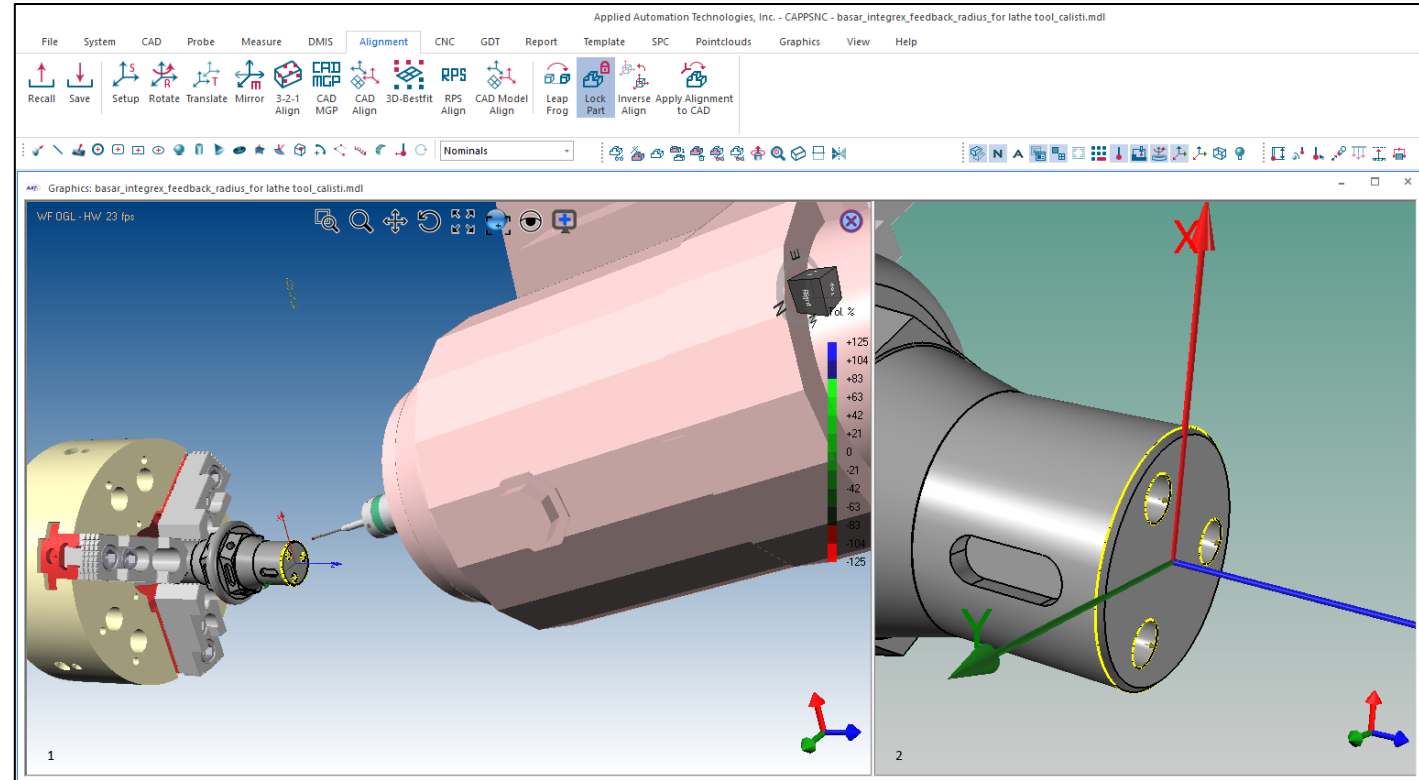 Applied Automation Technologies, Inc. - CAPPSNC - basar_integrex_feedback_radius_for lathe tool_calisti.mdl
File System CAD Probe Measure DMIS Alignment CNC GDT Report Template SPC Pointclouds Graphics View Help
Recall Save Setup Rotate Translate Mirror 3-2-1 Align CAD MGP CAD Align 3D-Bestfit RPS Align CAD Model Align Leap Frog Lock Part Inverse Align Apply Alignment to CAD
Nominals
N A
Graphics: basar_integrex_feedback_radius_for lathe tool_calisti.mdl
WF OGL - HW 23 fps
E
N
Right
Tol. %
+125
+104
+83
+63
+42
+21
0
-21
-42
-63
-83
-104
-125
1
X
Y
2